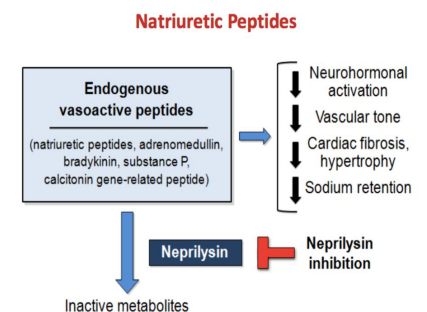 Natriuretic Peptides
Endogenous
vasoactive peptides
(natriuretic peptides, adrenomedullin,
bradykinin, substance P,
calcitonin gene-related peptide)
Neurohormonal
activation
Vascular tone
Cardiac fibrosis,
hypertrophy
Sodium retention
Neprilysin
Neprilysin
inhibition
Inactive metabolites